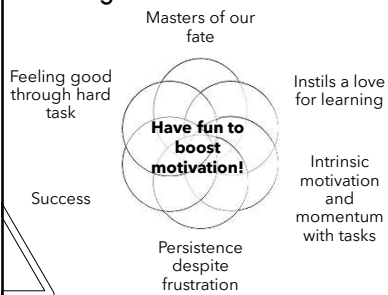 Masters of our
fate
Feeling good
through hard
task
Instils a love
for learning
Have fun to
boost
motivation!
Intrinsic
motivation
and
momentum
with tasks
Success
Persistence
despite
frustration